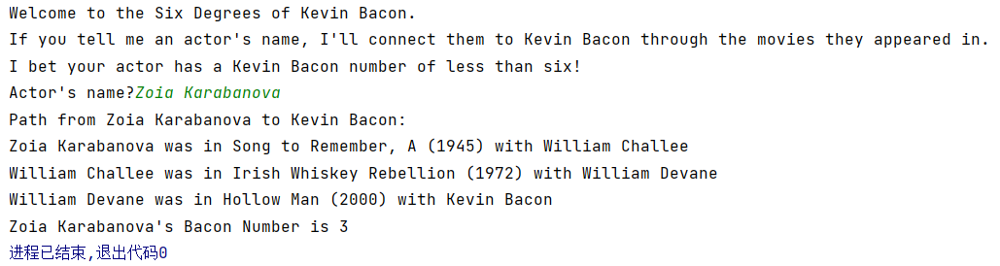 Welcome to the Six Degrees of Kevin Bacon.
If you tell me an actor's name, I'll connect them to Kevin Bacon through the movies they appeared in.
I bet your actor has a Kevin Bacon number of less than six!
Actor's name?Zoia Karabanova
Path from Zoia Karabanova to Kevin Bacon:
Zoia Karabanova was in Song to Remember, A (1945) with William Challee
William Challee was in Irish Whiskey Rebellion (1972) with William Devane
William Devane was in Hollow Man (2000) with Kevin Bacon
Zoia Karabanova's Bacon Number is 3
进程已结束,退出代码0